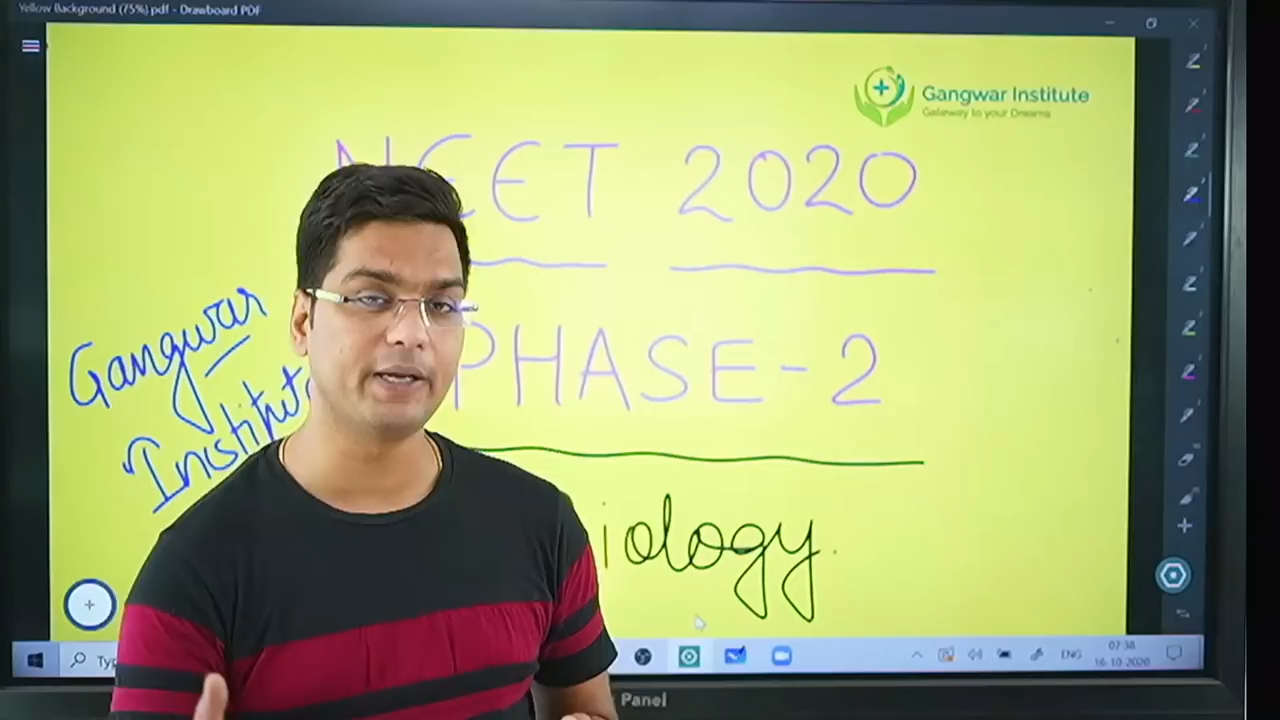 Yellow Background (75%).pdf - Drawboard PDF
Gangwar Institute
Gateway to your Dreams
NEET 2020
PHASE-2
Gangwar
Institute
iology
Typ
ENG
07:38
16-10-2020
Panel